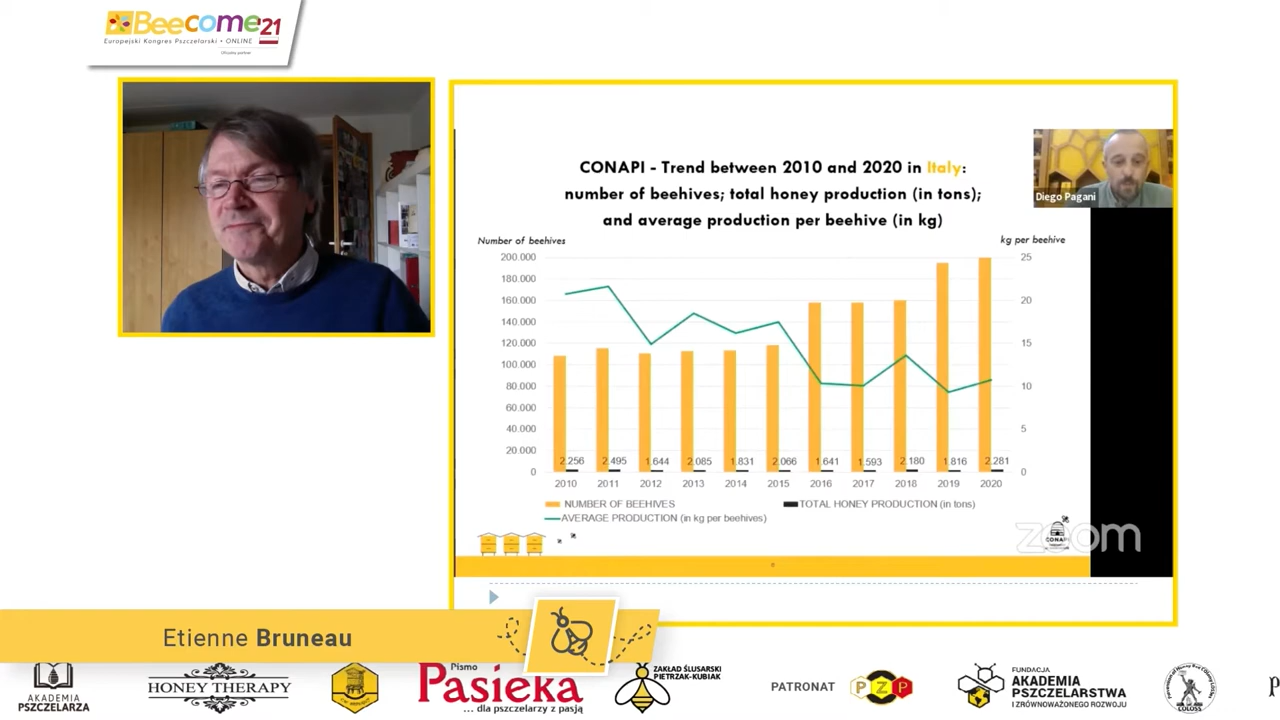 Beecome'21
Europejski Kongres Pszczelarski • ONLINE
Oficjalny partner
CONAPI - Trend between 2010 and 2020 in Italy:
number of beehives; total honey production (in tons);
and average production per beehive (in kg)
Diego Pagani
Number of beehives
kg per beehive
200.000
180.000
160.000
140.000
120.000
100.000
80.000
60.000
40.000
20.000
0
25
20
15
10
5
0
2.256 2.495 1.644 2.085 1.831 2.066 1.641 1.593 2.180 1.816 2.281
2010 2011 2012 2013 2014 2015 2016 2017 2018 2019 2020
NUMBER OF BEEHIVES
TOTAL HONEY PRODUCTION (in tons)
AVERAGE PRODUCTION (in kg per beehives)
CONAPI
zoom
Etienne Bruneau
AKADEMIA
PSZCZELARZA
HONEY THERAPY
Pismo
Pasieka
... dla pszczelarzy z pasją
ZAKŁAD ŚLUSARSKI
PIETRZAK-KUBIAK
PATRONAT
PZP
FUNDACJA
AKADEMIA
PSZCZELARSTWA
I ZRÓWNOWAŻONEGO ROZWOJU
COLOSS